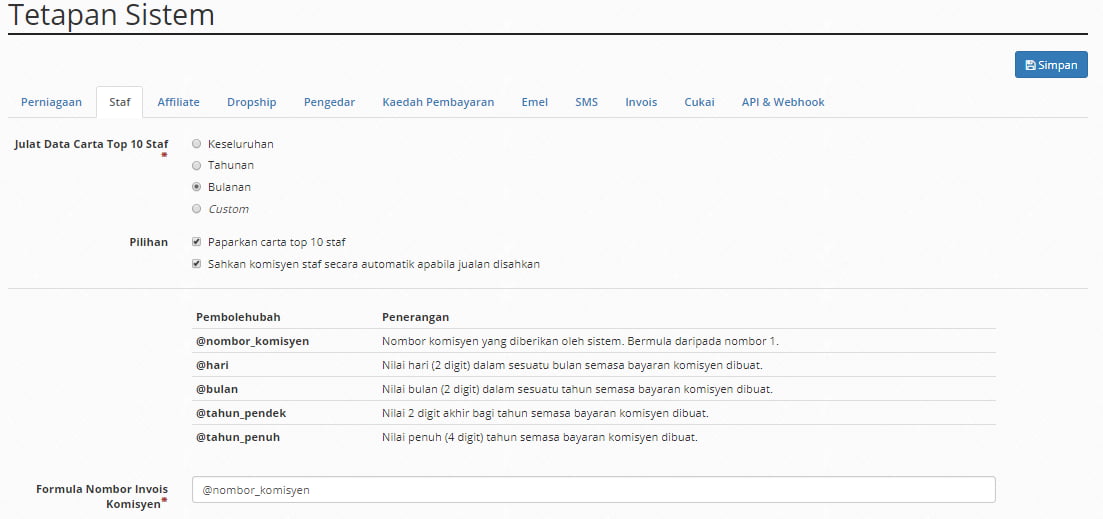 Tetapan Sistem
Simpan
Perniagaan Staf Affiliate Dropship Pengedar Kaedah Pembayaran Emel SMS Invois Cukai API & Webhook
Julat Data Carta Top 10 Staf
*
Keseluruhan
Tahunan
Bulanan
Custom
Pilihan
Paparkan carta top 10 staf
Sahkan komisyen staf secara automatik apabila jualan disahkan
Pembolehubah Penerangan
@nombor_komisyen Nombor komisyen yang diberikan oleh sistem. Bermula daripada nombor 1.
@hari Nilai hari (2 digit) dalam sesuatu bulan semasa bayaran komisyen dibuat.
@bulan Nilai bulan (2 digit) dalam sesuatu tahun semasa bayaran komisyen dibuat.
@tahun_pendek Nilai 2 digit akhir bagi tahun semasa bayaran komisyen dibuat.
@tahun_penuh Nilai penuh (4 digit) tahun semasa bayaran komisyen dibuat.
Formula Nombor Invois
Komisyen*
@nombor_komisyen